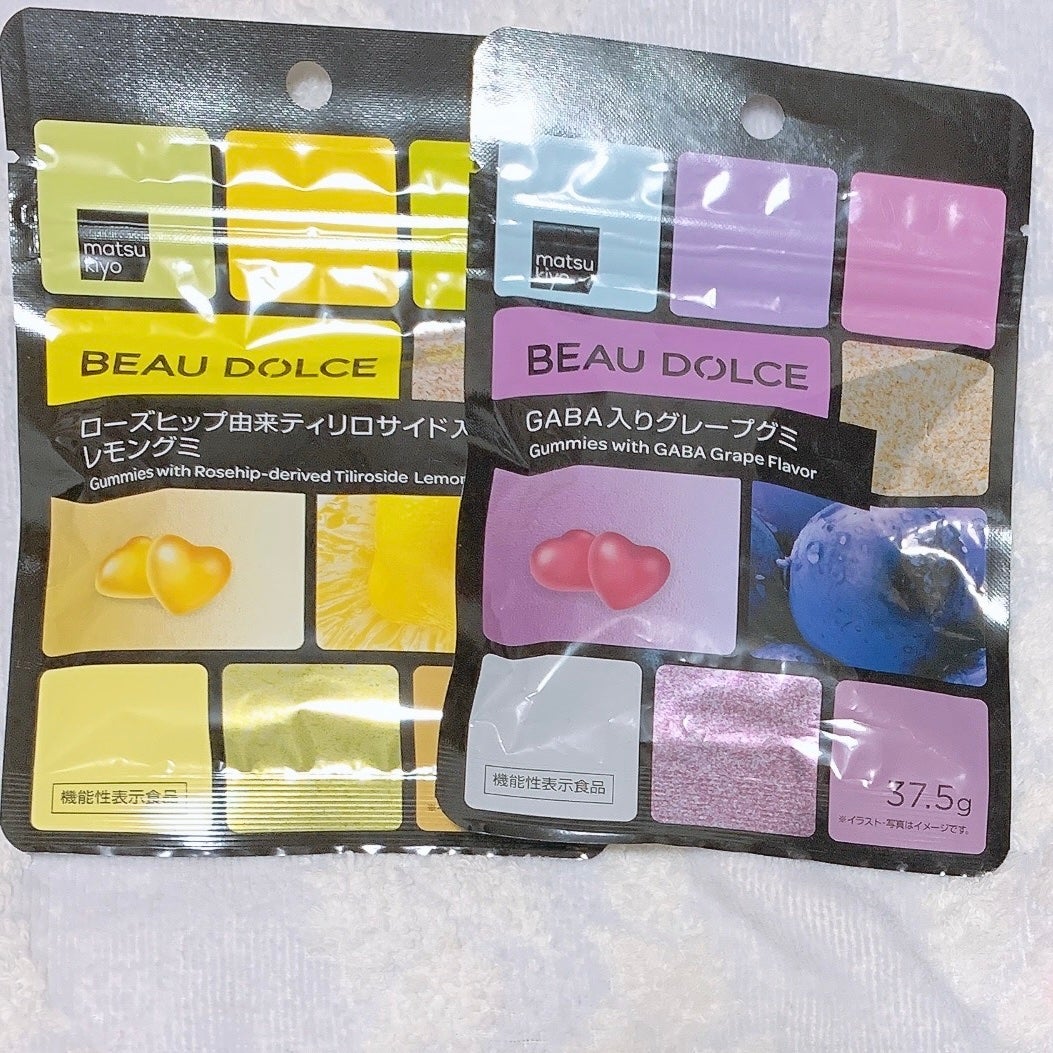 matsu
kiyo
BEAU DOLCE
ローズヒップ由来ティリロサイド入
レモングミ
Gummies with Rosehip-derived Tiliroside Lemon
機能性表示食品
matsu
kiyo
BEAU DOLCE
GABA入りグレープグミ
Gummies with GABA Grape Flavor
機能性表示食品
37.5g
※イラスト・写真はイメージです。